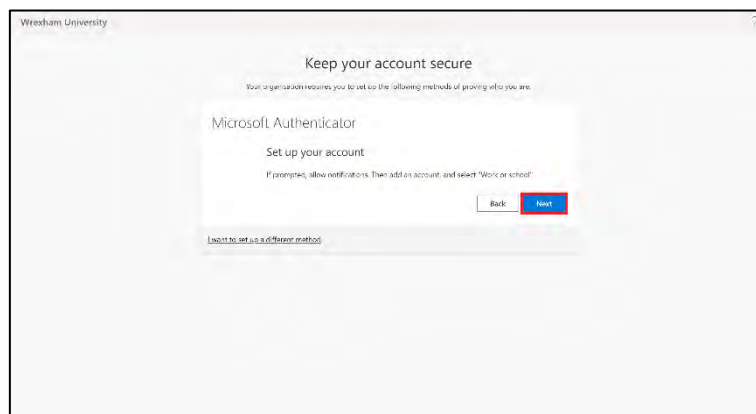 Wrexham University
Keep your account secure
Your organisation requires you to set up the following methods of proving who you are.
Microsoft Authenticator
Set up your account
If prompted, allow notifications. Then add an account, and select "Work or school".
Back Next
I want to set up a different method